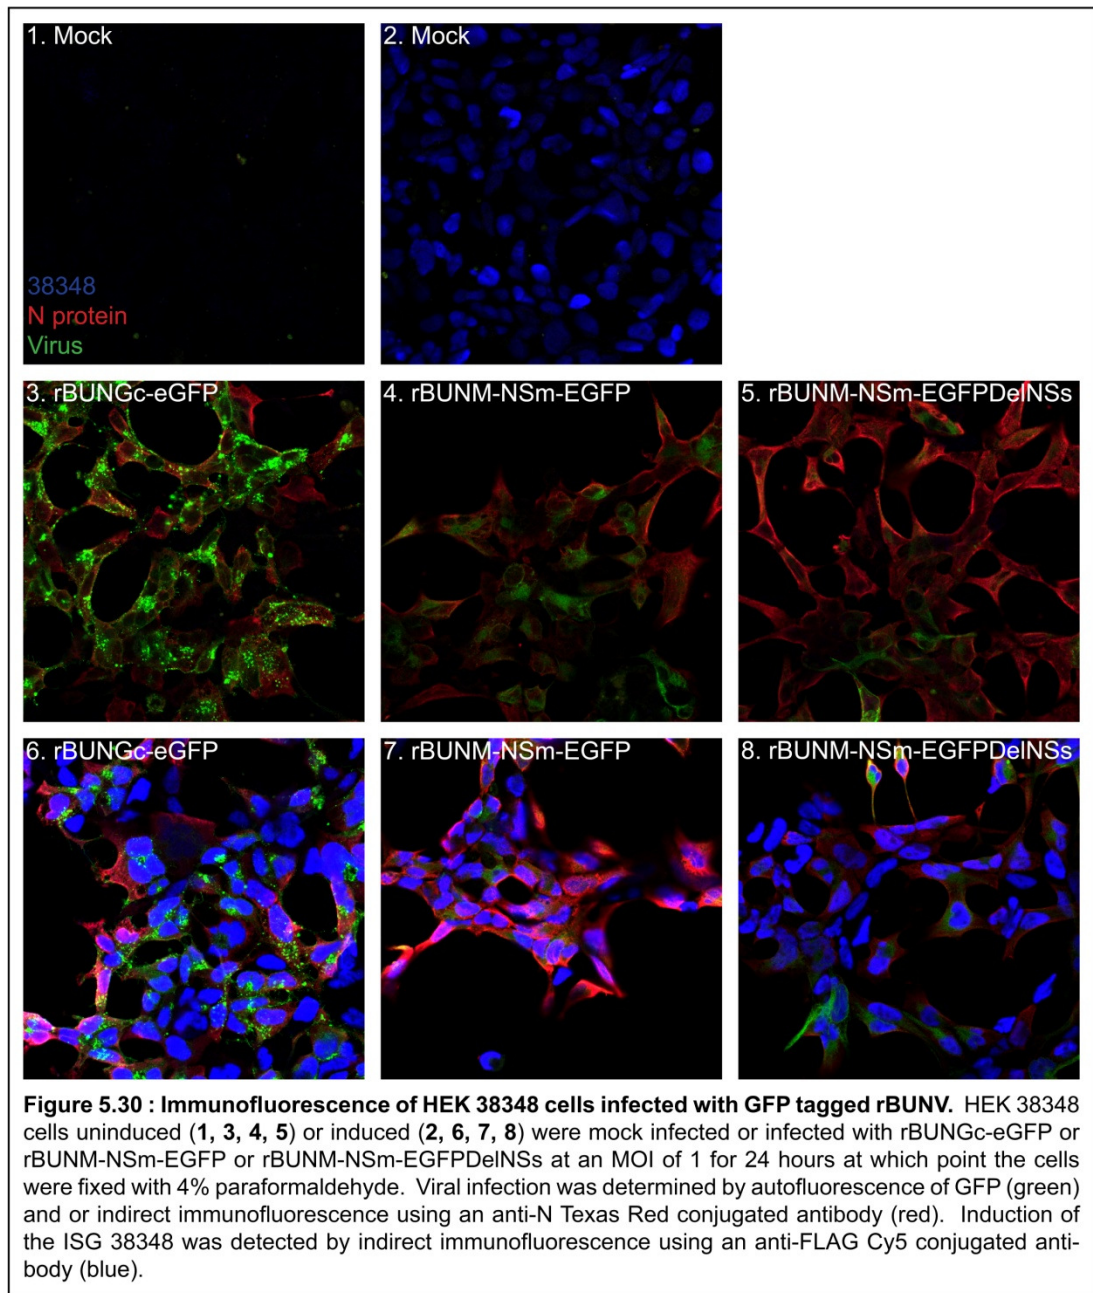 1. Mock
2. Mock
38348
N protein
Virus
3. rBUNGc-eGFP
4. rBUNM-NSm-EGFP
5. rBUNM-NSm-EGFPDelNSs
6. rBUNGc-eGFP
7. rBUNM-NSm-EGFP
8. rBUNM-NSm-EGFPDelNSs
Figure 5.30 : Immunofluorescence of HEK 38348 cells infected with GFP tagged rBUNV. HEK 38348
cells uninduced (1, 3, 4, 5) or induced (2, 6, 7, 8) were mock infected or infected with rBUNGc-eGFP or
rBUNM-NSm-EGFP or rBUNM-NSm-EGFPDelNSs at an MOI of 1 for 24 hours at which point the cells
were fixed with 4% paraformaldehyde. Viral infection was determined by autofluorescence of GFP (green)
and or indirect immunofluorescence using an anti-N Texas Red conjugated antibody (red). Induction of
the ISG 38348 was detected by indirect immunofluorescence using an anti-FLAG Cy5 conjugated anti-
body (blue).